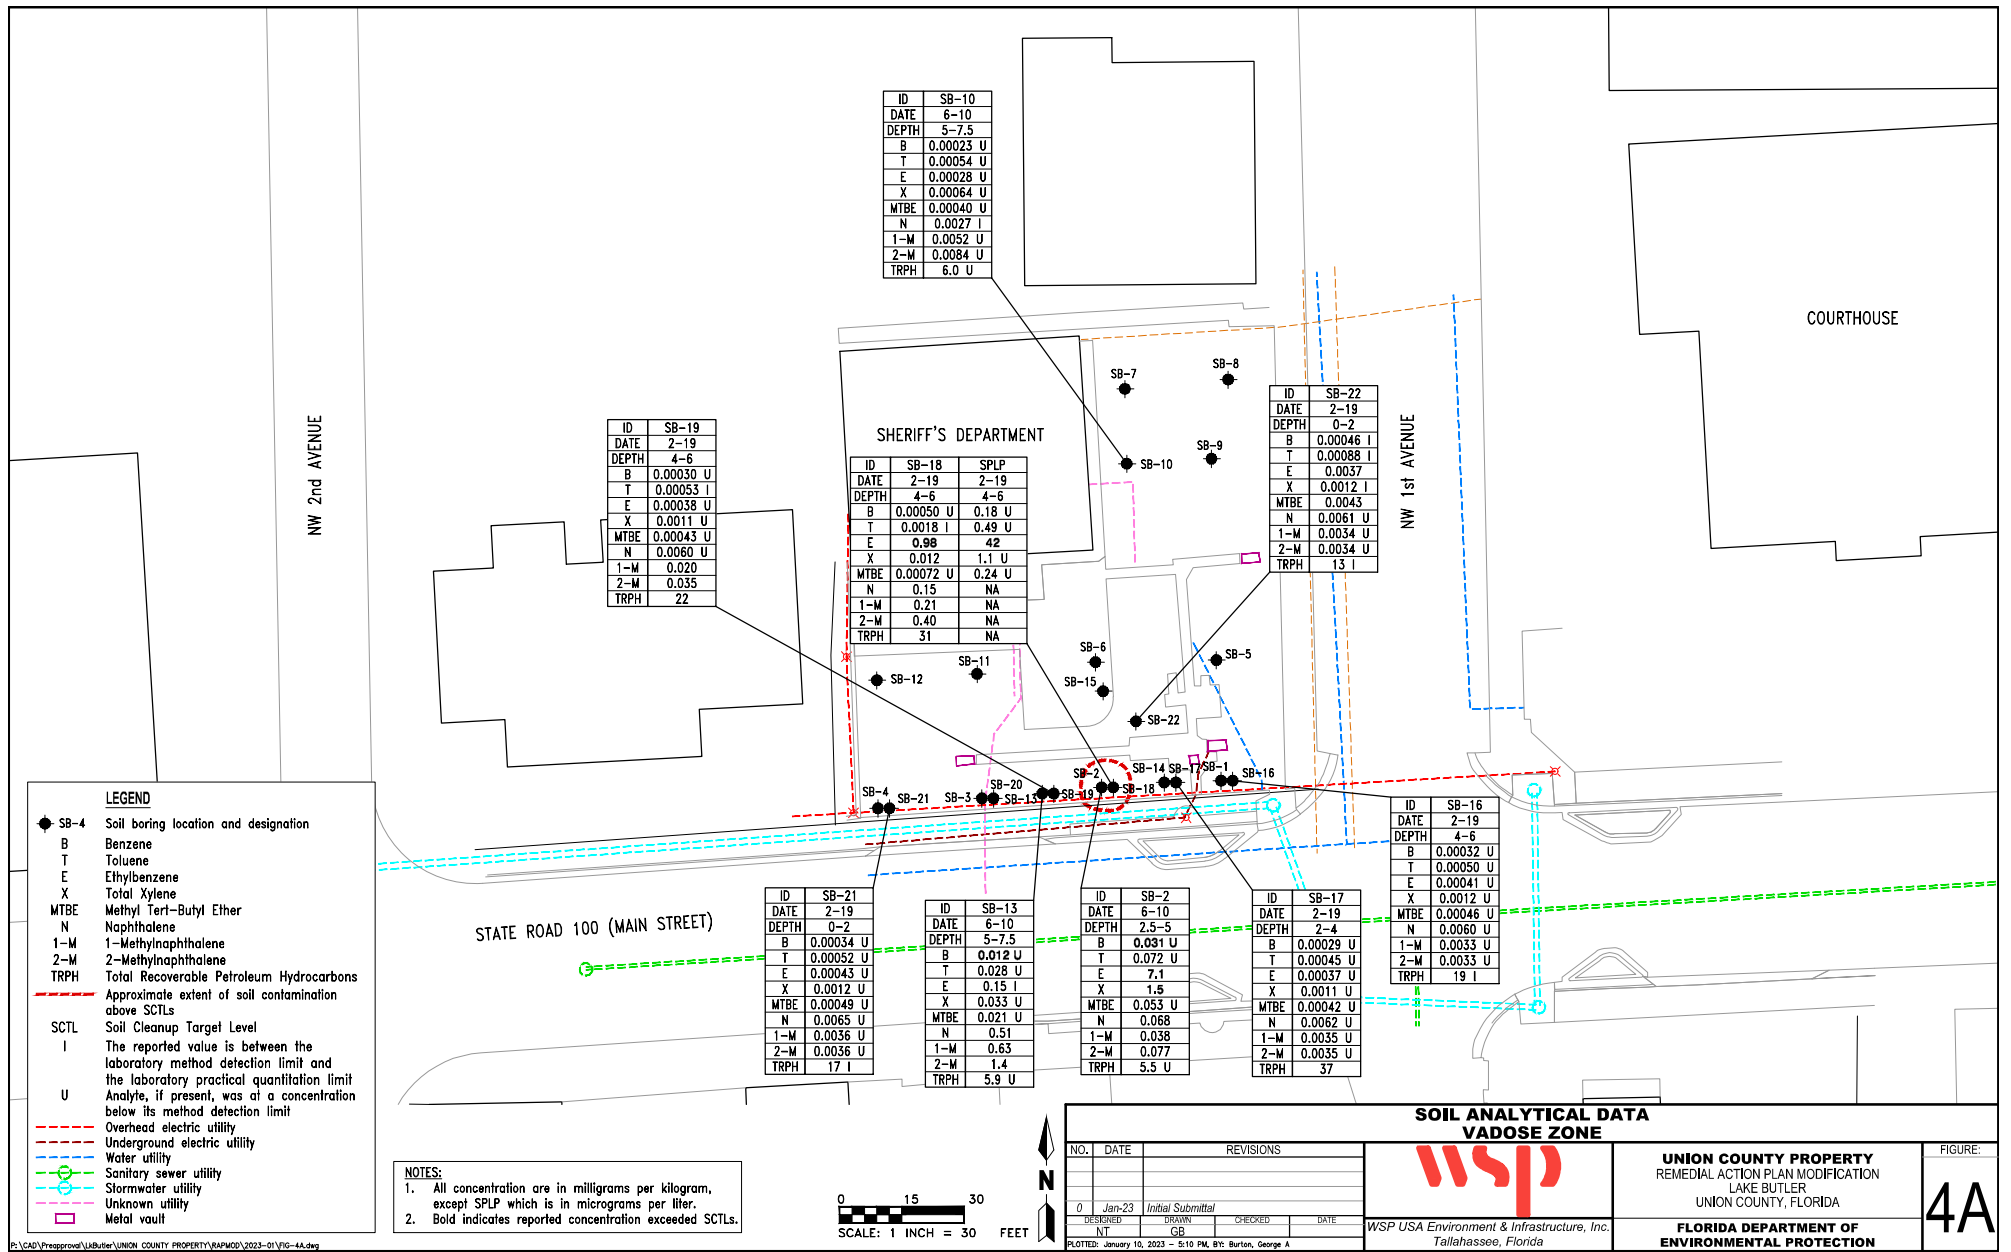 ID SB-10
DATE 6-10
DEPTH 5-7.5
B 0.00023 U
T 0.00054 U
E 0.00028 U
X 0.00064 U
MTBE 0.00040 U
N 0.0027 I
1-M 0.0052 U
2-M 0.0084 U
TRPH 6.0 U
COURTHOUSE
NW 2nd AVENUE
NW 1st AVENUE
SHERIFF'S DEPARTMENT
SB-7
SB-8
SB-9
SB-10
ID SB-22
DATE 2-19
DEPTH 0-2
B 0.00046 I
T 0.00088 I
E 0.0037
X 0.0012 I
MTBE 0.0043
N 0.0061 U
1-M 0.0034 U
2-M 0.0034 U
TRPH 13 I
ID SB-19
DATE 2-19
DEPTH 4-6
B 0.00030 U
T 0.00053 I
E 0.00038 U
X 0.0011 U
MTBE 0.00043 U
N 0.0060 U
1-M 0.020
2-M 0.035
TRPH 22
ID SB-18 SPLP
DATE 2-19 2-19
DEPTH 4-6 4-6
B 0.00050 U 0.18 U
T 0.0018 I 0.49 U
E 0.98 42
X 0.012 1.1 U
MTBE 0.00072 U 0.24 U
N 0.15 NA
1-M 0.21 NA
2-M 0.40 NA
TRPH 31 NA
SB-6
SB-5
SB-11
SB-12
SB-15
SB-22
SB-2
SB-14
SB-17
SB-1
SB-16
SB-4
SB-21
SB-3
SB-20
SB-13
SB-19
SB-18
STATE ROAD 100 (MAIN STREET)
ID SB-21
DATE 2-19
DEPTH 0-2
B 0.00034 U
T 0.00052 U
E 0.00043 U
X 0.0012 U
MTBE 0.00049 U
N 0.0065 U
1-M 0.0036 U
2-M 0.0036 U
TRPH 17 I
ID SB-13
DATE 6-10
DEPTH 5-7.5
B 0.012 U
T 0.028 U
E 0.15 I
X 0.033 U
MTBE 0.021 U
N 0.51
1-M 0.63
2-M 1.4
TRPH 5.9 U
ID SB-2
DATE 6-10
DEPTH 2.5-5
B 0.031 U
T 0.072 U
E 7.1
X 1.5
MTBE 0.053 U
N 0.068
1-M 0.038
2-M 0.077
TRPH 5.5 U
ID SB-17
DATE 2-19
DEPTH 2-4
B 0.00029 U
T 0.00045 U
E 0.00037 U
X 0.0011 U
MTBE 0.00042 U
N 0.0062 U
1-M 0.0035 U
2-M 0.0035 U
TRPH 37
ID SB-16
DATE 2-19
DEPTH 4-6
B 0.00032 U
T 0.00050 U
E 0.00041 U
X 0.0012 U
MTBE 0.00046 U
N 0.0060 U
1-M 0.0033 U
2-M 0.0033 U
TRPH 19 I
LEGEND
SB-4 Soil boring location and designation
B Benzene
T Toluene
E Ethylbenzene
X Total Xylene
MTBE Methyl Tert-Butyl Ether
N Naphthalene
1-M 1-Methylnaphthalene
2-M 2-Methylnaphthalene
TRPH Total Recoverable Petroleum Hydrocarbons
Approximate extent of soil contamination
above SCTLs
SCTL Soil Cleanup Target Level
I The reported value is between the
laboratory method detection limit and
the laboratory practical quantitation limit
U Analyte, if present, was at a concentration
below its method detection limit
Overhead electric utility
Underground electric utility
Water utility
Sanitary sewer utility
Stormwater utility
Unknown utility
Metal vault
NOTES:
1. All concentration are in milligrams per kilogram,
except SPLP which is in micrograms per liter.
2. Bold indicates reported concentration exceeded SCTLs.
0 15 30
SCALE: 1 INCH = 30 FEET
N
SOIL ANALYTICAL DATA
VADOSE ZONE
NO. DATE REVISIONS
0 Jan-23 Initial Submittal
DESIGNED DRAWN CHECKED DATE
NT GB
PLOTTED: January 10, 2023 - 5:10 PM, BY: Burton, George A
wsp
WSP USA Environment & Infrastructure, Inc.
Tallahassee, Florida
UNION COUNTY PROPERTY
REMEDIAL ACTION PLAN MODIFICATION
LAKE BUTLER
UNION COUNTY, FLORIDA
FLORIDA DEPARTMENT OF
ENVIRONMENTAL PROTECTION
FIGURE:
4A
P:\CAD\Preapproval\LkButler\UNION COUNTY PROPERTY\RAPMOD\2023-01\FIG-4A.dwg